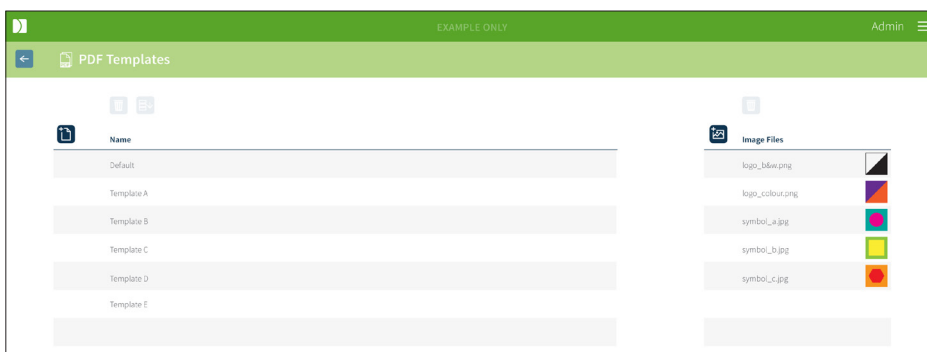 EXAMPLE ONLY
Admin
PDF Templates
Name
Default
Template A
Template B
Template C
Template D
Template E
Image Files
logo_b&w.png
logo_colour.png
symbol_a.jpg
symbol_b.jpg
symbol_c.jpg